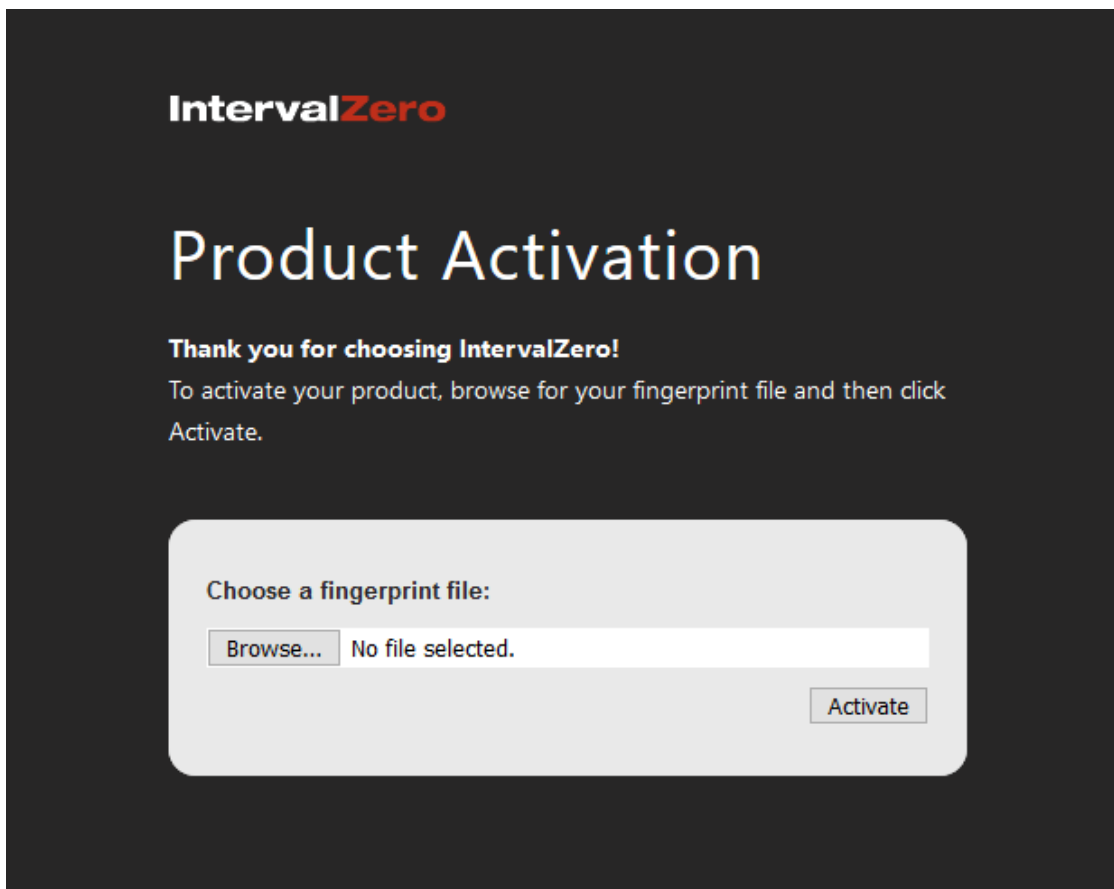 IntervalZero
Product Activation
Thank you for choosing IntervalZero!
To activate your product, browse for your fingerprint file and then click
Activate.
Choose a fingerprint file:
Browse... No file selected.
Activate